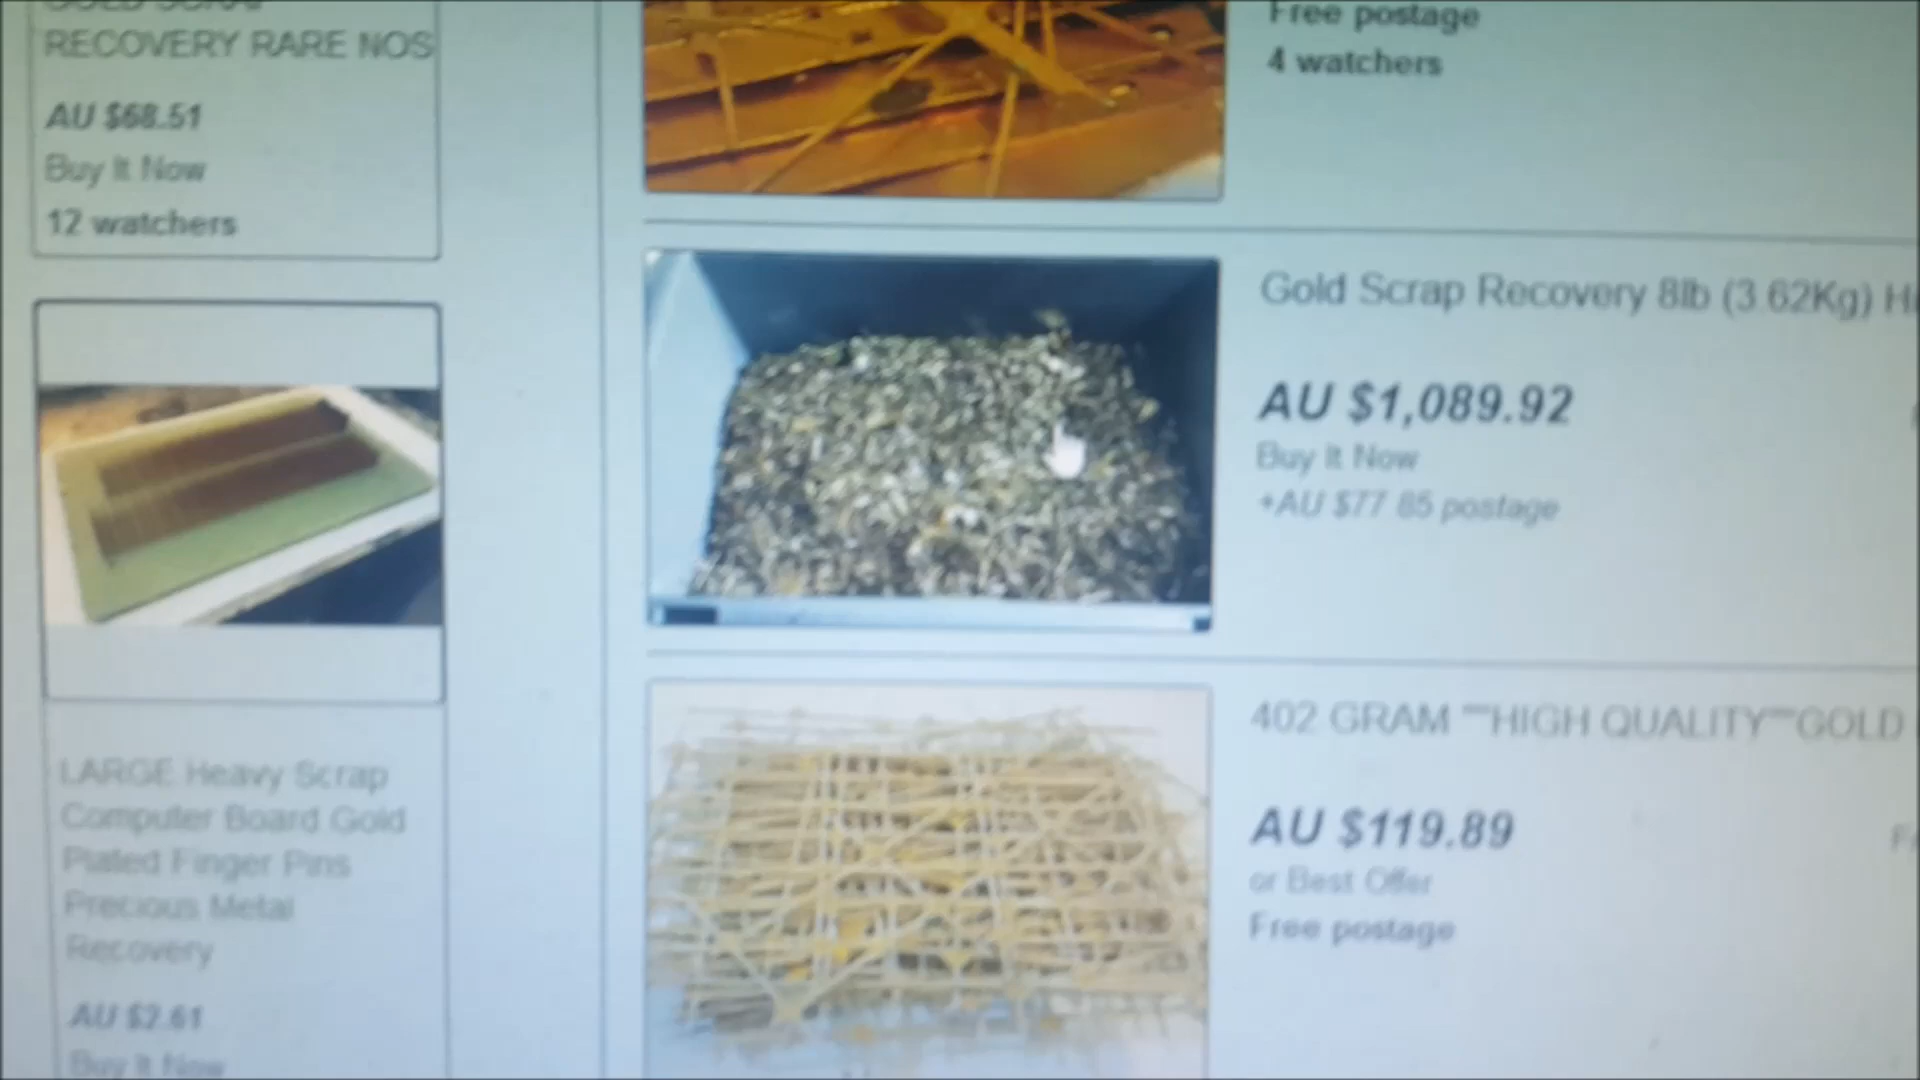 RECOVERY RARE NOS
AU $68.51
Buy It Now
12 watchers
LARGE Heavy Scrap
Computer Board Gold
Plated Finger Pins
Precious Metal
Recovery
AU $2.61
Buy It Now
Free postage
4 watchers
Gold Scrap Recovery 8lb (3.62Kg)
AU $1,089.92
Buy It Now
+AU $77.85 postage
402 GRAM """HIGH QUALITY"""GOLD
AU $119.89
or Best Offer
Free postage